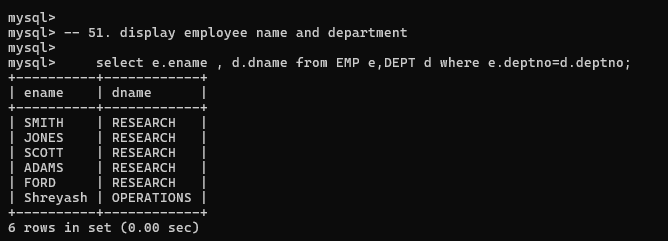 mysql>
mysql> -- 51. display employee name and department
mysql>
mysql>     select e.ename , d.dname from EMP e,DEPT d where e.deptno=d.deptno;
+----------+------------+
| ename    | dname      |
+----------+------------+
| SMITH    | RESEARCH   |
| JONES    | RESEARCH   |
| SCOTT    | RESEARCH   |
| ADAMS    | RESEARCH   |
| FORD     | RESEARCH   |
| Shreyash | OPERATIONS |
+----------+------------+
6 rows in set (0.00 sec)